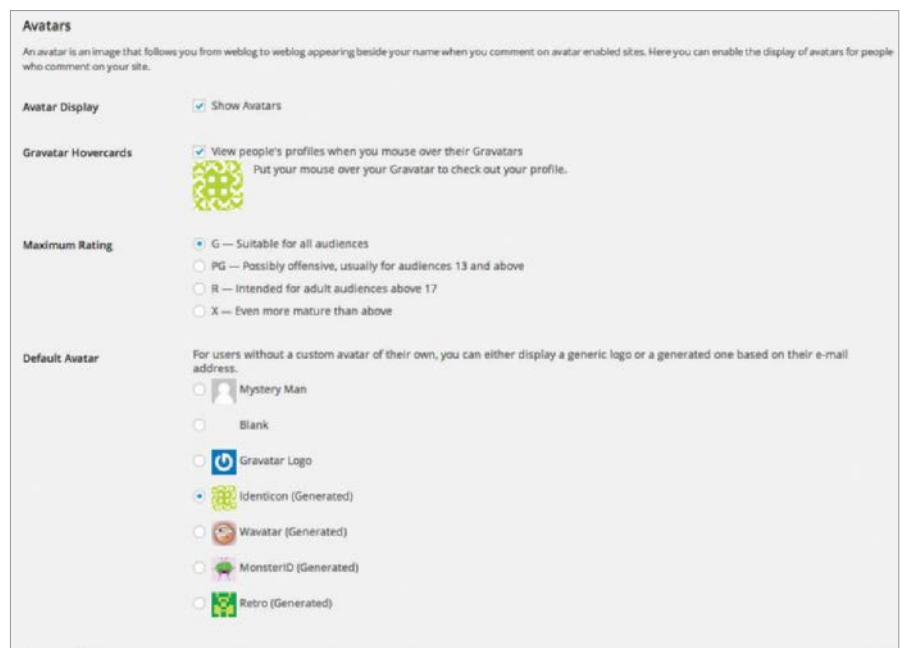 Avatars
An avatar is an image that follows you from weblog to weblog appearing beside your name when you comment on avatar enabled sites. Here you can enable the display of avatars for people
who comment on your site.
Avatar Display
Show Avatars
Gravatar Hovercards
View people's profiles when you mouse over their Gravatars
Put your mouse over your Gravatar to check out your profile.
Maximum Rating
G — Suitable for all audiences
PG — Possibly offensive, usually for audiences 13 and above
R — Intended for adult audiences above 17
X — Even more mature than above
Default Avatar
For users without a custom avatar of their own, you can either display a generic logo or a generated one based on their e-mail
address.
Mystery Man
Blank
Gravatar Logo
Identicon (Generated)
Wavatar (Generated)
MonsterID (Generated)
Retro (Generated)